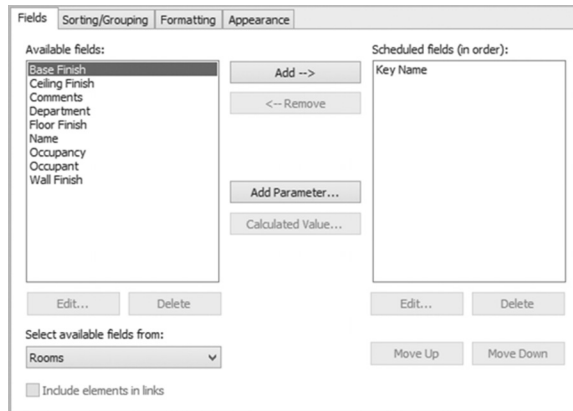 Fields Sorting/Grouping Formatting Appearance
Available fields:
Base Finish
Ceiling Finish
Comments
Department
Floor Finish
Name
Occupancy
Occupant
Wall Finish
Add -->
<-- Remove
Add Parameter...
Calculated Value...
Scheduled fields (in order):
Key Name
Edit... Delete
Edit... Delete
Select available fields from:
Rooms
Move Up Move Down
Include elements in links